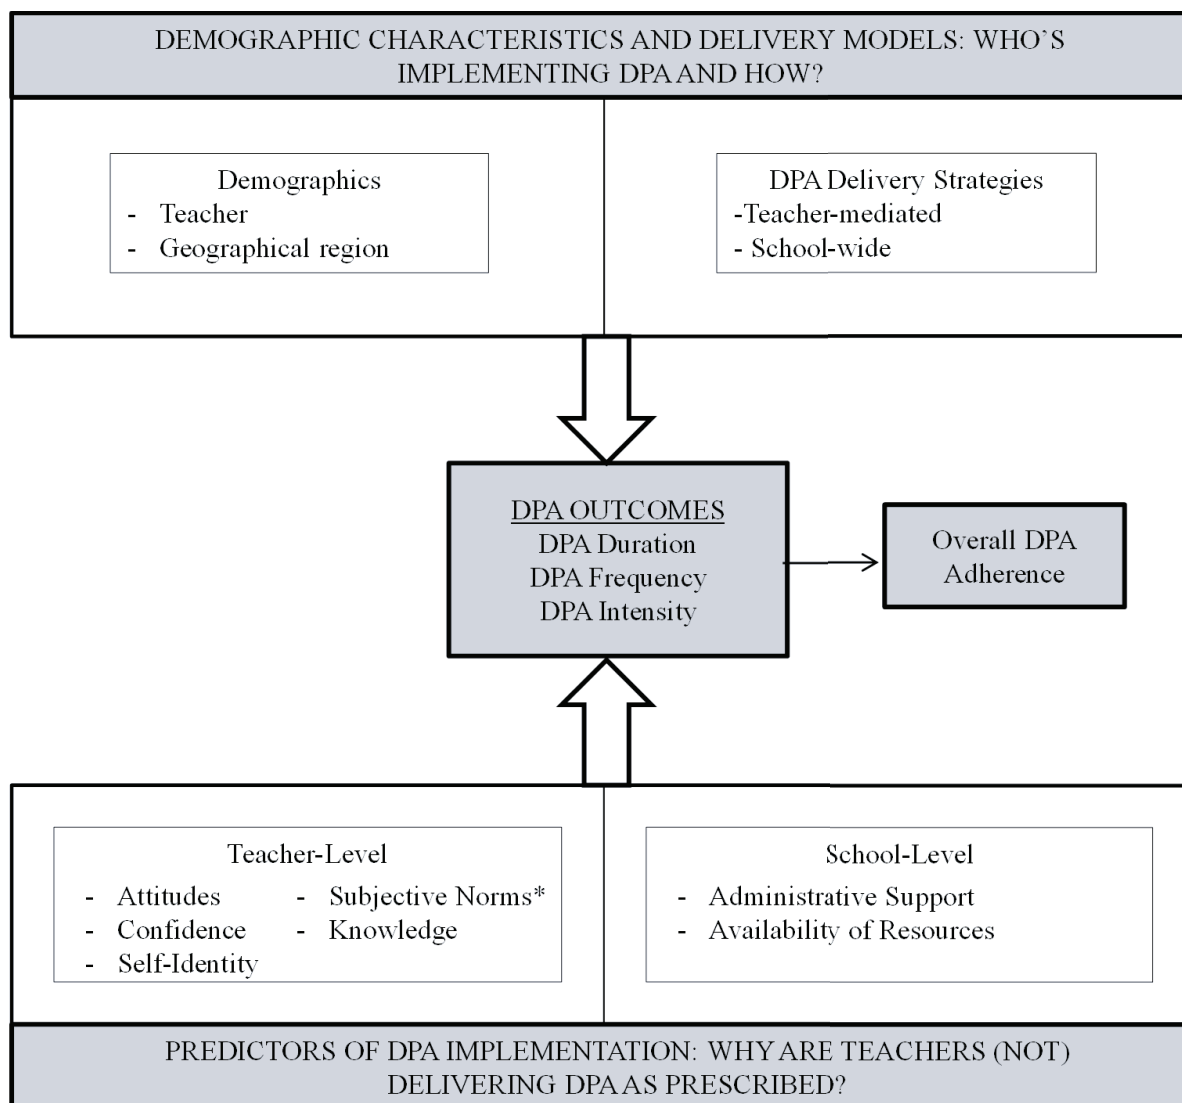 DEMOGRAPHIC CHARACTERISTICS AND DELIVERY MODELS: WHO'S
IMPLEMENTING DPA AND HOW?
Demographics
- Teacher
- Geographical region
DPA Delivery Strategies
-Teacher-mediated
- School-wide
DPA OUTCOMES
DPA Duration
DPA Frequency
DPA Intensity
Overall DPA
Adherence
Teacher-Level
- Attitudes
- Confidence
- Self-Identity
- Subjective Norms*
- Knowledge
School-Level
- Administrative Support
- Availability of Resources
PREDICTORS OF DPA IMPLEMENTATION: WHY ARE TEACHERS (NOT)
DELIVERING DPA AS PRESCRIBED?